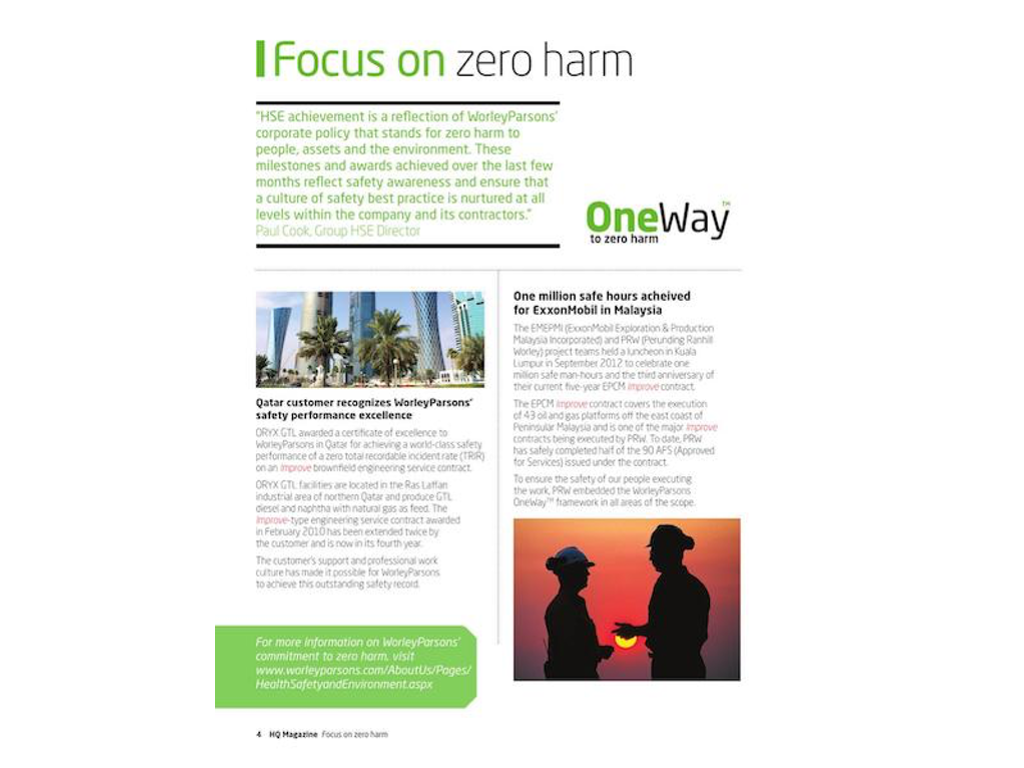 Focus on zero harm
"HSE achievement is a reflection of WorleyParsons'
corporate policy that stands for zero harm to
people, assets and the environment. These
milestones and awards achieved over the last few
months reflect safety awareness and ensure that
a culture of safety best practice is nurtured at all
levels within the company and its contractors."
Paul Cook, Group HSE Director
OneWay™
to zero harm
Qatar customer recognizes WorleyParsons'
safety performance excellence
ORYX GTL awarded a certificate of excellence to
WorleyParsons in Qatar for achieving a world-class safety
performance of a zero total recordable incident rate (TRIR)
on an Improve brownfield engineering service contract.
ORYX GTL facilities are located in the Ras Laffan
industrial area of northern Qatar and produce GTL
diesel and naphtha with natural gas as feed. The
Improve-type engineering service contract awarded
in February 2010 has been extended twice by
the customer and is now in its fourth year.
The customer's support and professional work
culture has made it possible for WorleyParsons
to achieve this outstanding safety record.
For more information on WorleyParsons'
commitment to zero harm, visit
www.worleyparsons.com/AboutUs/Pages/
HealthSafetyandEnvironment.aspx
One million safe hours acheived
for ExxonMobil in Malaysia
The EMEPMI (ExxonMobil Exploration & Production
Malaysia Incorporated) and PRW (Perunding Ranhill
Worley) project teams held a luncheon in Kuala
Lumpur in September 2012 to celebrate one
million safe man-hours and the third anniversary of
their current five-year EPCM Improve contract.
The EPCM Improve contract covers the execution
of 43 oil and gas platforms off the east coast of
Peninsular Malaysia and is one of the major Improve
contracts being executed by PRW. To date, PRW
has safely completed half of the 90 AFS (Approved
for Services) issued under the contract.
To ensure the safety of our people executing
the work, PRW embedded the WorleyParsons
OneWay™ framework in all areas of the scope.
4 HQ Magazine Focus on zero harm